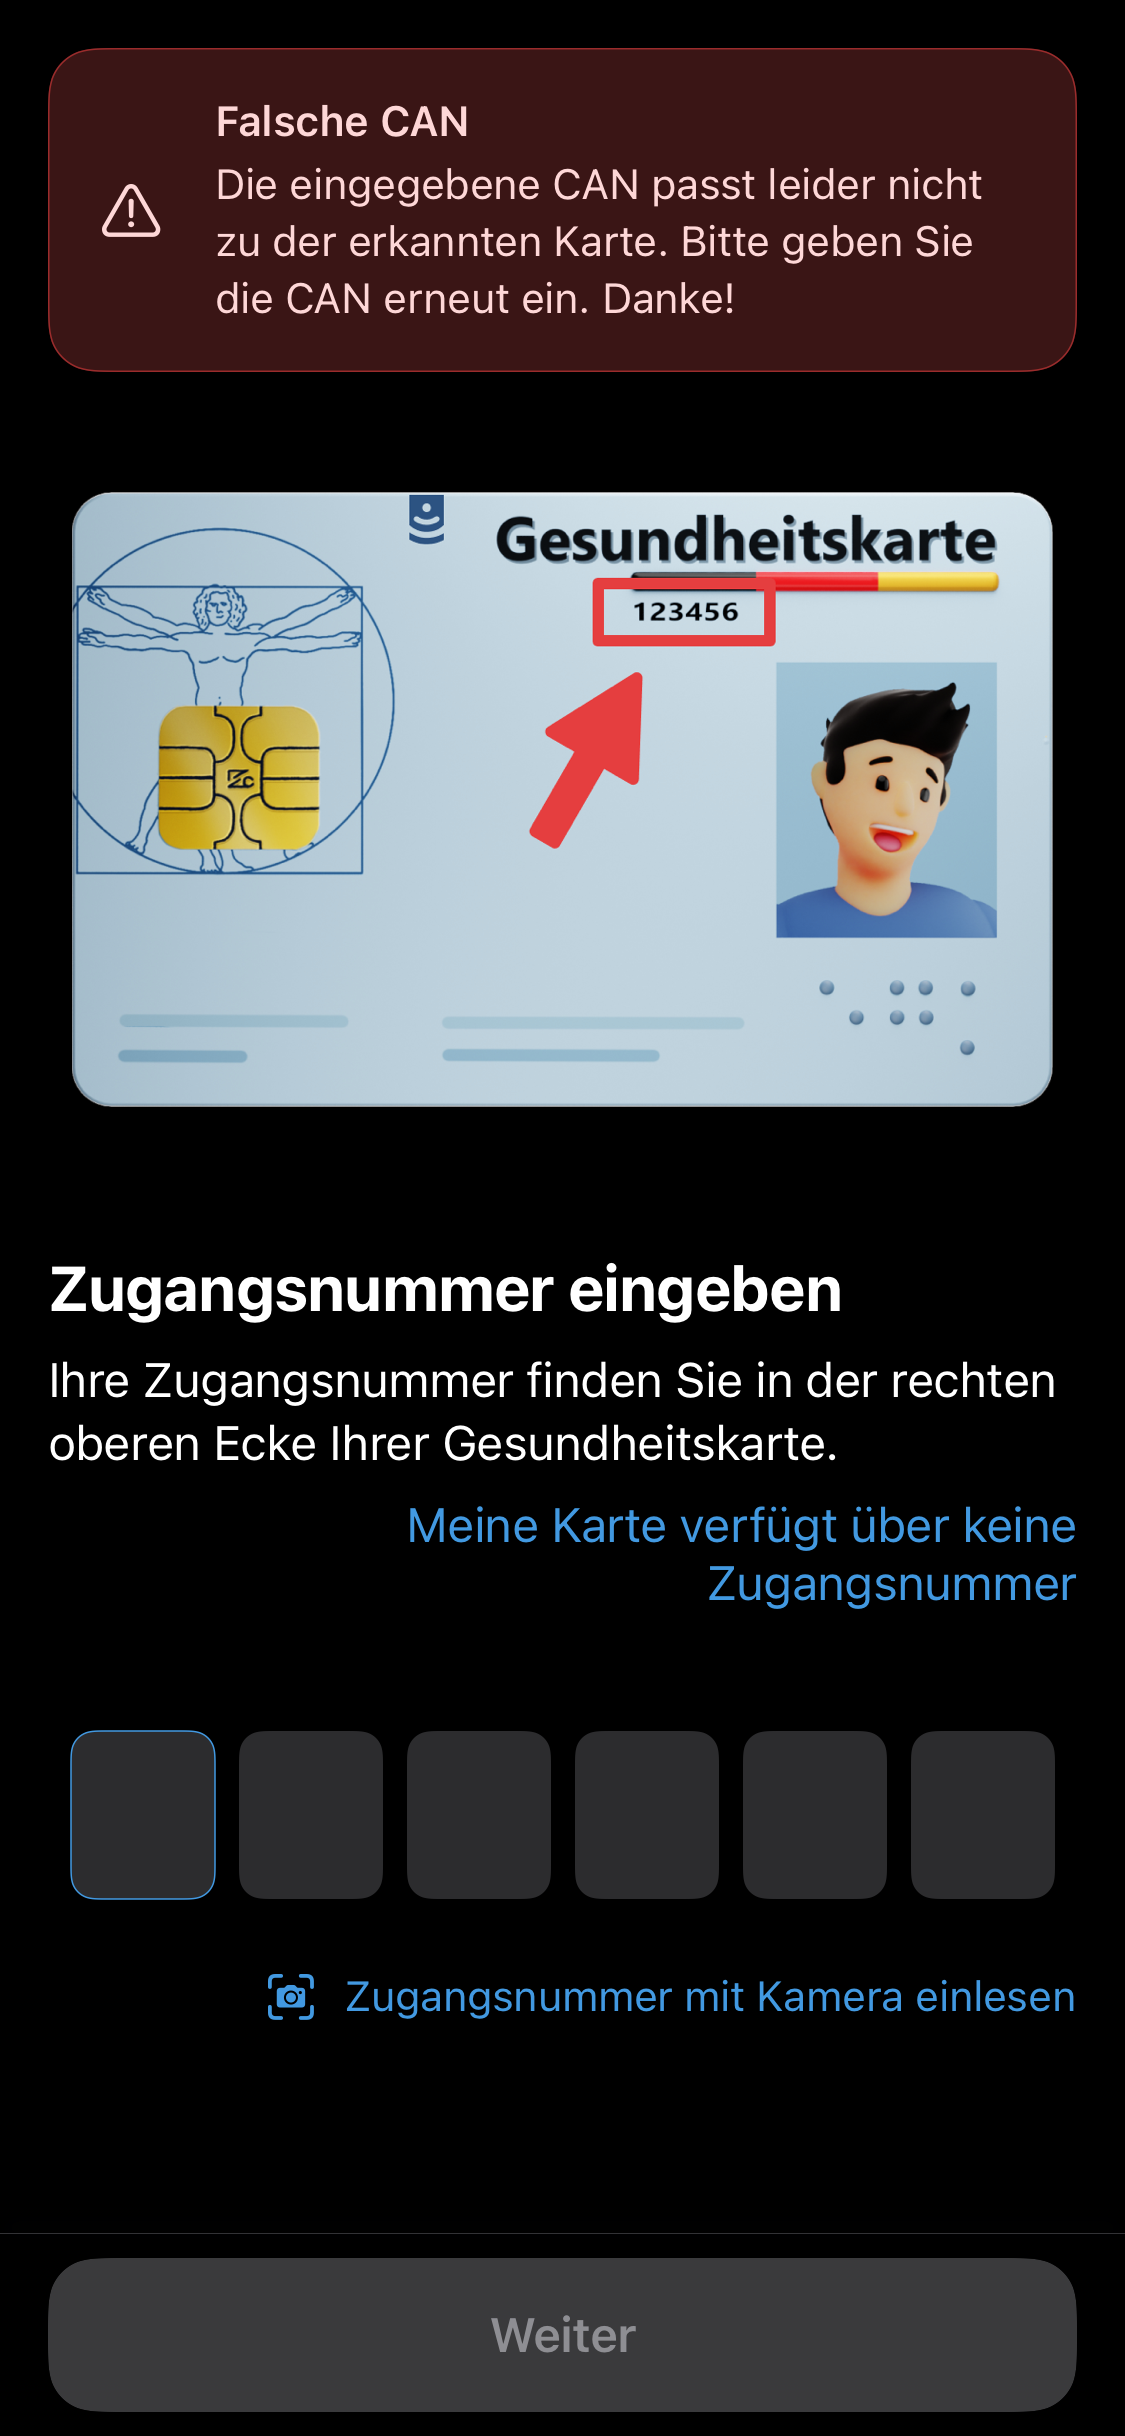 Falsche CAN
Die eingegebene CAN passt leider nicht
zu der erkannten Karte. Bitte geben Sie
die CAN erneut ein. Danke!
Gesundheitskarte
123456
Zugangsnummer eingeben
Ihre Zugangsnummer finden Sie in der rechten
oberen Ecke Ihrer Gesundheitskarte.
Meine Karte verfügt über keine
Zugangsnummer
Zugangsnummer mit Kamera einlesen
Weiter